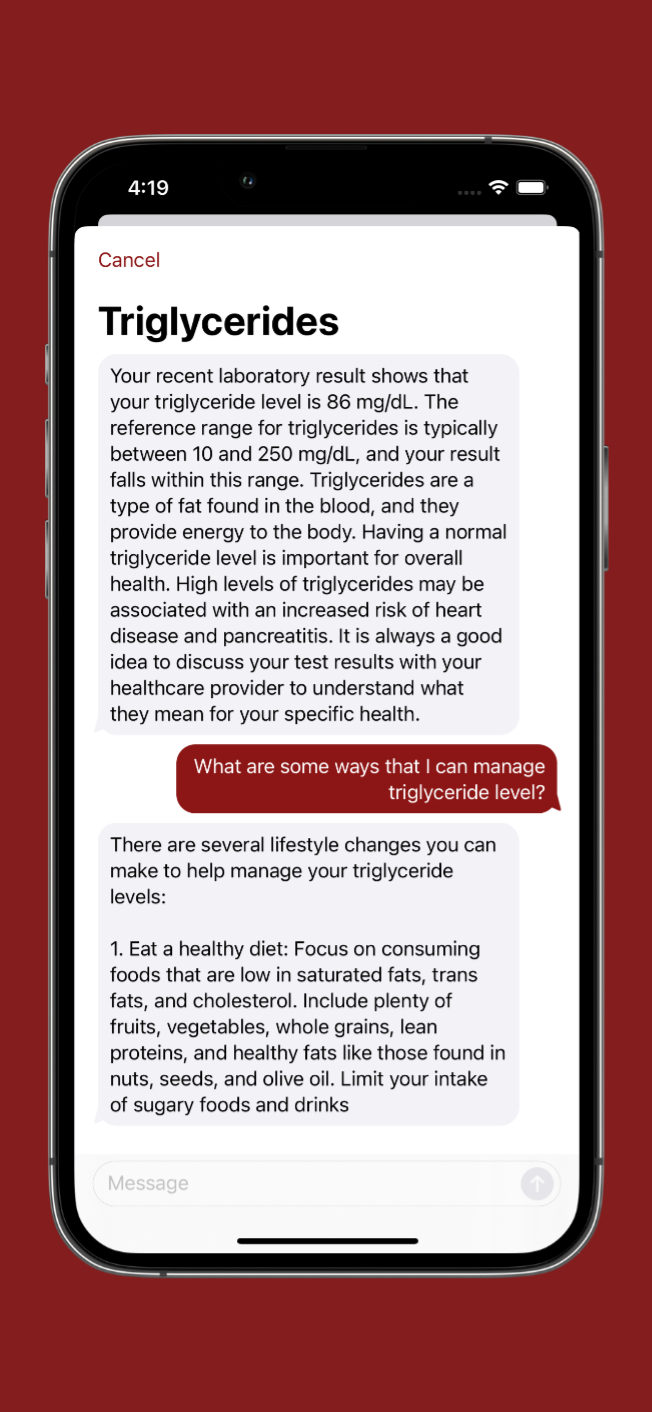 4:19
Cancel
Triglycerides
Your recent laboratory result shows that
your triglyceride level is 86 mg/dL. The
reference range for triglycerides is typically
between 10 and 250 mg/dL, and your result
falls within this range. Triglycerides are a
type of fat found in the blood, and they
provide energy to the body. Having a normal
triglyceride level is important for overall
health. High levels of triglycerides may be
associated with an increased risk of heart
disease and pancreatitis. It is always a good
idea to discuss your test results with your
healthcare provider to understand what
they mean for your specific health.
What are some ways that I can manage
triglyceride level?
There are several lifestyle changes you can
make to help manage your triglyceride
levels:
1. Eat a healthy diet: Focus on consuming
foods that are low in saturated fats, trans
fats, and cholesterol. Include plenty of
fruits, vegetables, whole grains, lean
proteins, and healthy fats like those found in
nuts, seeds, and olive oil. Limit your intake
of sugary foods and drinks
Message